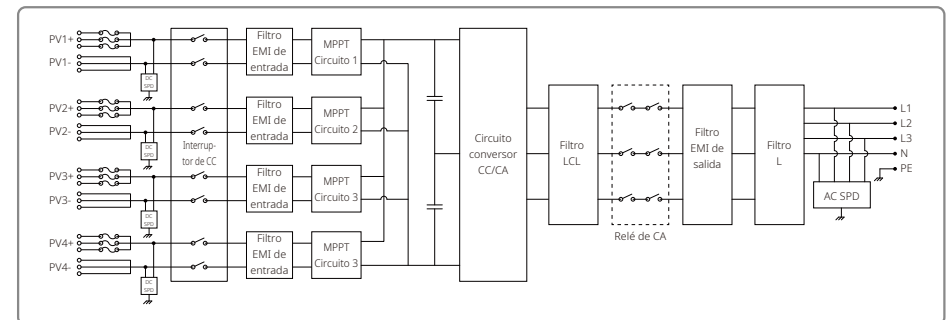 PV1+
PV1-
DC
SPD
PV2+
PV2-
DC
SPD
PV3+
PV3-
DC
SPD
PV4+
PV4-
DC
SPD
Interrup-
tor de CC
Filtro
EMI de
entrada
MPPT
Circuito 1
Filtro
EMI de
entrada
MPPT
Circuito 2
Filtro
EMI de
entrada
MPPT
Circuito 3
Filtro
EMI de
entrada
MPPT
Circuito 3
Circuito
conversor
CC/CA
Filtro
LCL
Relé de CA
Filtro
EMI de
salida
Filtro
L
L1
L2
L3
N
PE
AC SPD